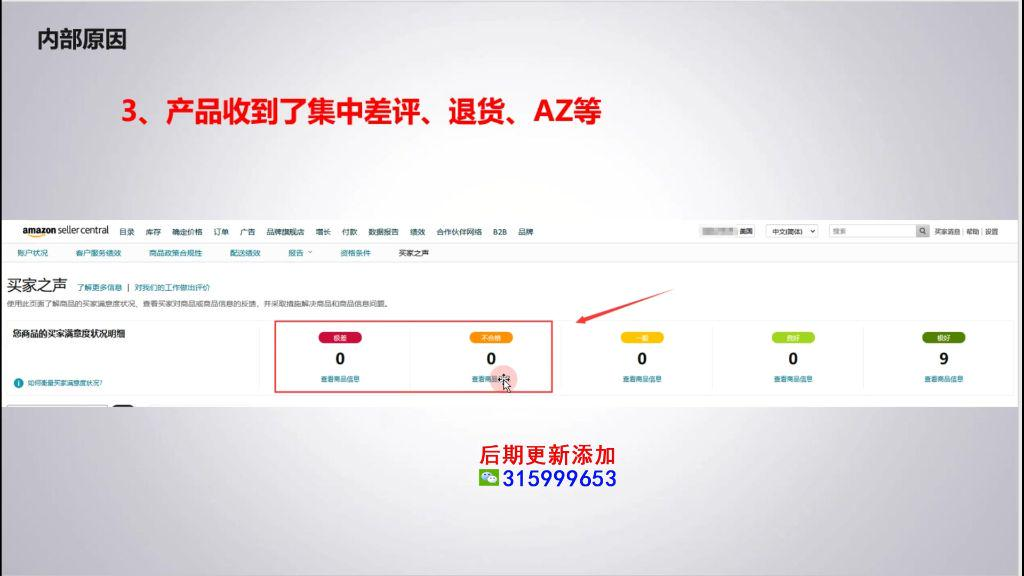 内部原因
3、产品收到了集中差评、退货、AZ等
amazon seller central 目录 库存 确定价格 订单 广告 品牌旗舰店 增长 付款 数据报告 绩效 合作伙伴网络 B2B 品牌 美国 中文(简体) 搜索 买家消息 | 帮助 | 设置
账户状况 客户服务绩效 商品政策合规性 配送绩效 报告 资格条件 买家之声
买家之声 了解更多信息 | 对我们的工作做出评价
使用此页面了解商品的买家满意度状况、查看买家对商品或商品信息的反馈，并采取措施解决商品和商品信息问题。
您商品的买家满意度状况明细
极差 不合格 一般 良好 极好
0 0 0 0 9
查看商品信息 查看商品 查看商品信息 查看商品信息 查看商品信息
如何衡量买家满意度状况?
后期更新添加
315999653